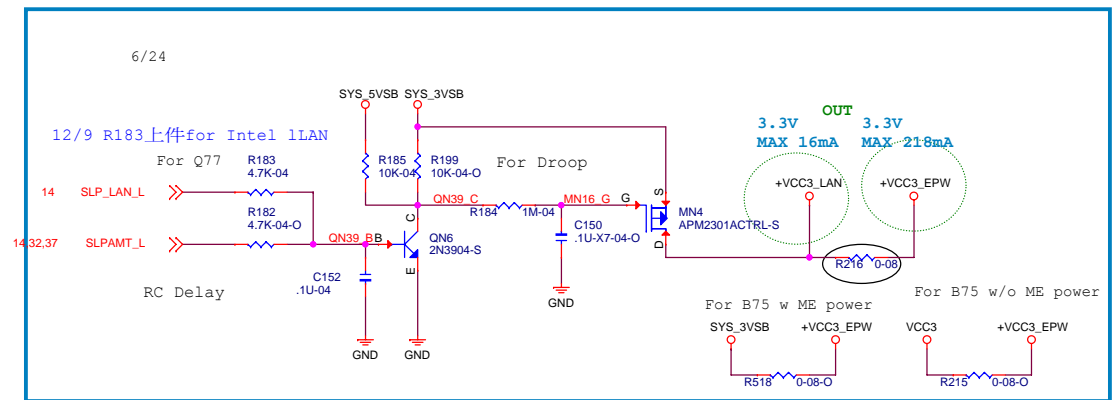 6/24
SYS_5VSB SYS_3VSB
OUT
12/9 R183上件for Intel lLAN
3.3V 3.3V
MAX 16mA MAX 218mA
For Q77
R183
4.7K-04
R185
10K-04
R199
10K-04-O
For Droop
+VCC3_LAN +VCC3_EPW
14 SLP_LAN_L
R182
4.7K-04-O
QN39_C
R184 1M-04
MN16_G
G
S
D
MN4
APM2301ACTRL-S
14,32,37 SLPAMT_L
QN39_B
B
C
E
QN6
2N3904-S
C150
.1U-X7-04-O
R216 0-08
RC Delay
C152
.1U-04
GND
For B75 w ME power
For B75 w/o ME power
SYS_3VSB +VCC3_EPW
VCC3 +VCC3_EPW
GND GND
R518 0-08-O
R215 0-08-O